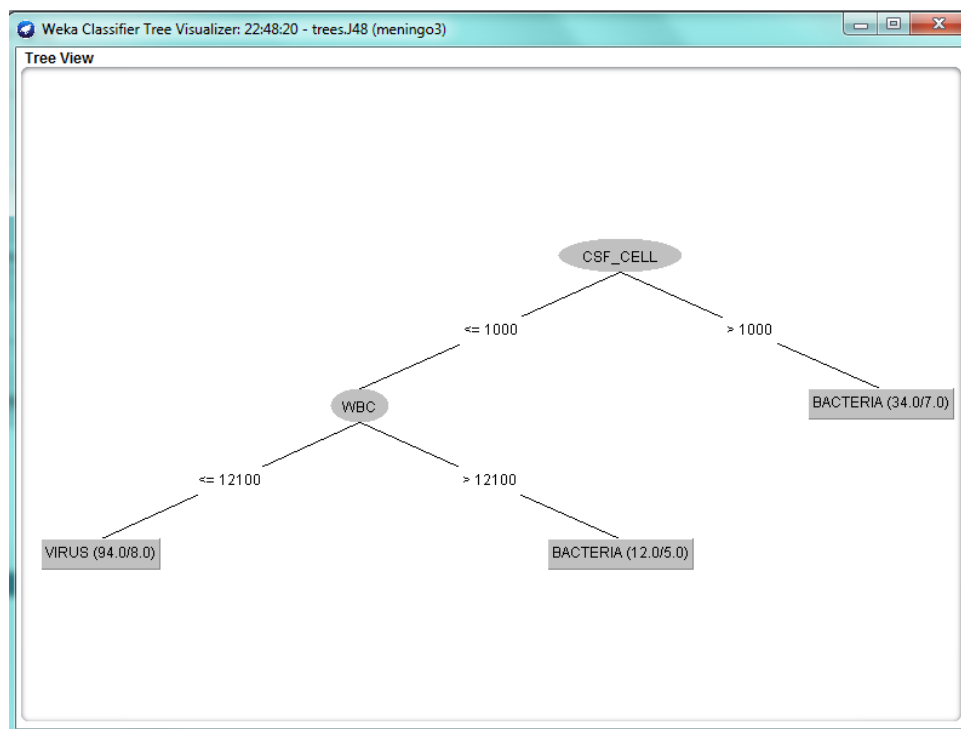 Weka Classifier Tree Visualizer: 22:48:20 - trees.J48 (meningo3)
Tree View
CSF_CELL
<= 1000
> 1000
WBC
BACTERIA (34.0/7.0)
<= 12100
> 12100
VIRUS (94.0/8.0)
BACTERIA (12.0/5.0)